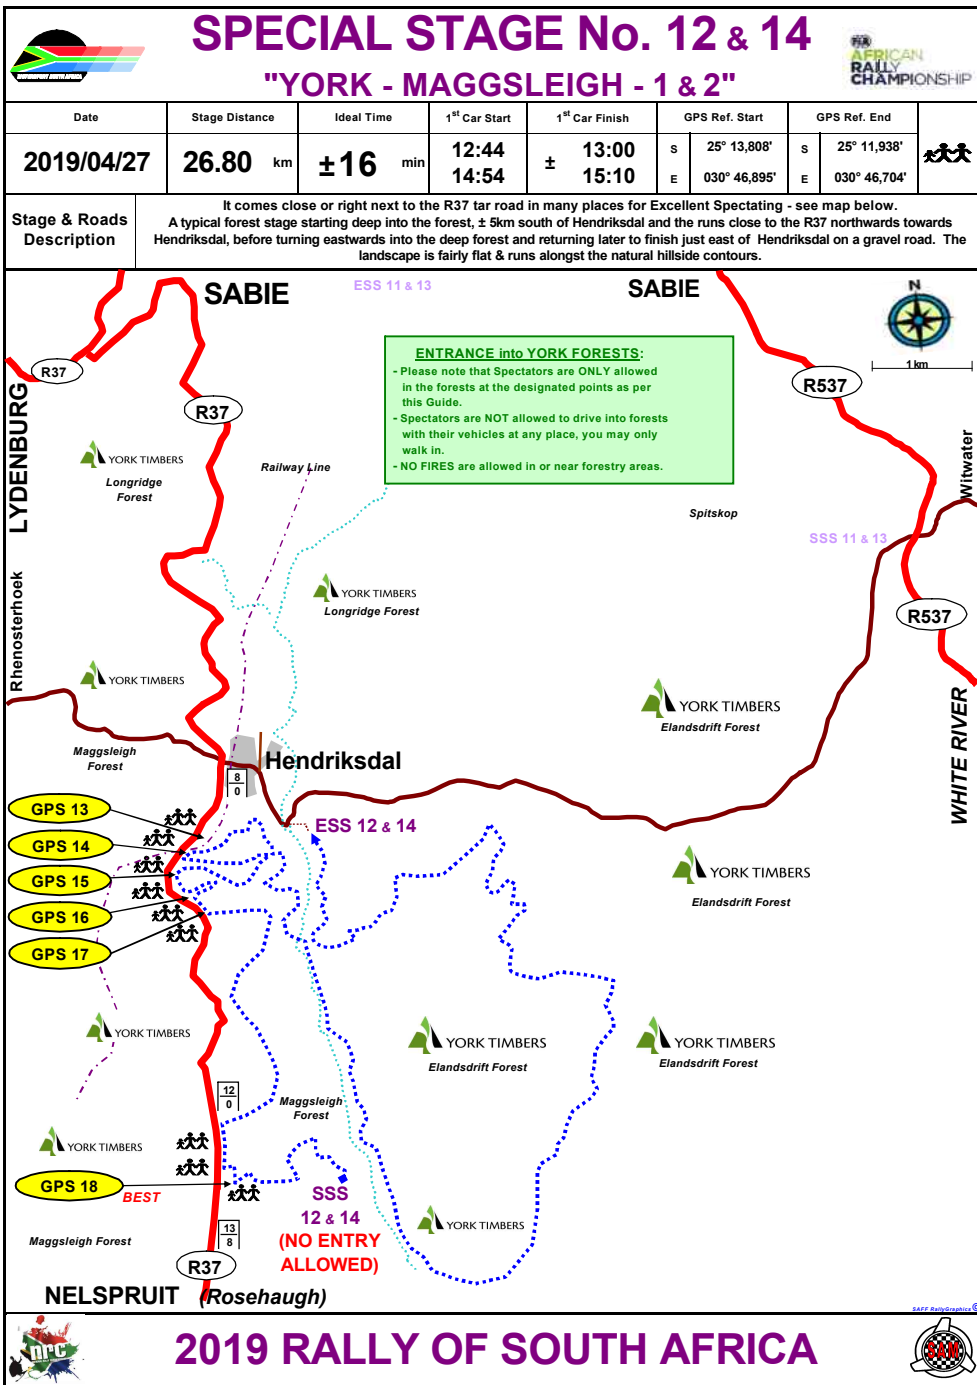 SPECIAL STAGE No. 12 & 14
"YORK - MAGGSLEIGH - 1 & 2"
MOTORSPORT SOUTH AFRICA
FIA
AFRICAN
RALLY
CHAMPIONSHIP
Date
Stage Distance
Ideal Time
1st Car Start
1st Car Finish
GPS Ref. Start
GPS Ref. End
2019/04/27
26.80 km
±16 min
12:44
14:54
±
13:00
15:10
S 25° 13,808'
E 030° 46,895'
S 25° 11,938'
E 030° 46,704'
Stage & Roads
Description
It comes close or right next to the R37 tar road in many places for Excellent Spectating - see map below.
A typical forest stage starting deep into the forest, ± 5km south of Hendriksdal and the runs close to the R37 northwards towards
Hendriksdal, before turning eastwards into the deep forest and returning later to finish just east of Hendriksdal on a gravel road. The
landscape is fairly flat & runs alongst the natural hillside contours.
SABIE
ESS 11 & 13
SABIE
N
1 km
ENTRANCE into YORK FORESTS:
- Please note that Spectators are ONLY allowed
in the forests at the designated points as per
this Guide.
- Spectators are NOT allowed to drive into forests
with their vehicles at any place, you may only
walk in.
- NO FIRES are allowed in or near forestry areas.
R37
R37
R537
LYDENBURG
YORK TIMBERS
Longridge
Forest
Railway Line
Witwater
Spitskop
SSS 11 & 13
Rhenosterhoek
YORK TIMBERS
Longridge Forest
R537
YORK TIMBERS
YORK TIMBERS
Elandsdrift Forest
WHITE RIVER
Maggsleigh
Forest
Hendriksdal
8
0
GPS 13
GPS 14
GPS 15
GPS 16
GPS 17
ESS 12 & 14
YORK TIMBERS
Elandsdrift Forest
YORK TIMBERS
YORK TIMBERS
Elandsdrift Forest
YORK TIMBERS
Elandsdrift Forest
12
0
Maggsleigh
Forest
YORK TIMBERS
GPS 18
BEST
SSS
12 & 14
(NO ENTRY
ALLOWED)
YORK TIMBERS
Maggsleigh Forest
13
8
R37
NELSPRUIT (Rosehaugh)
SAFF RallyGraphics ©
nrc
2019 RALLY OF SOUTH AFRICA
SAM